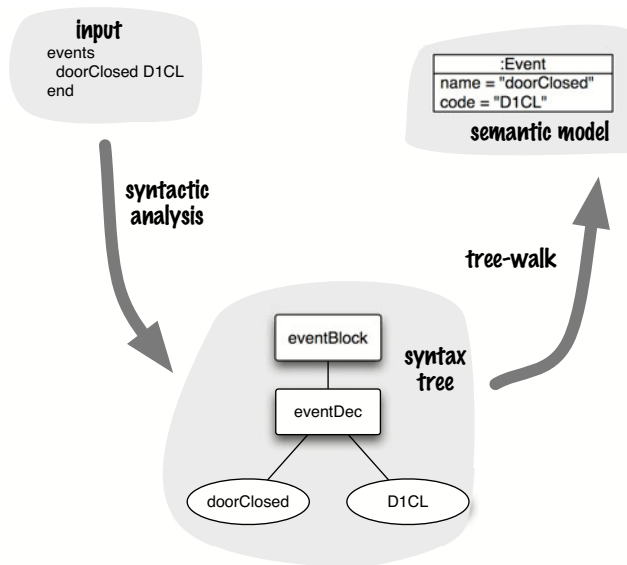 input
events
doorClosed D1CL
end
:Event
name = "doorClosed"
code = "D1CL"
semantic model
syntactic
analysis
tree-walk
eventBlock
syntax
tree
eventDec
doorClosed
D1CL